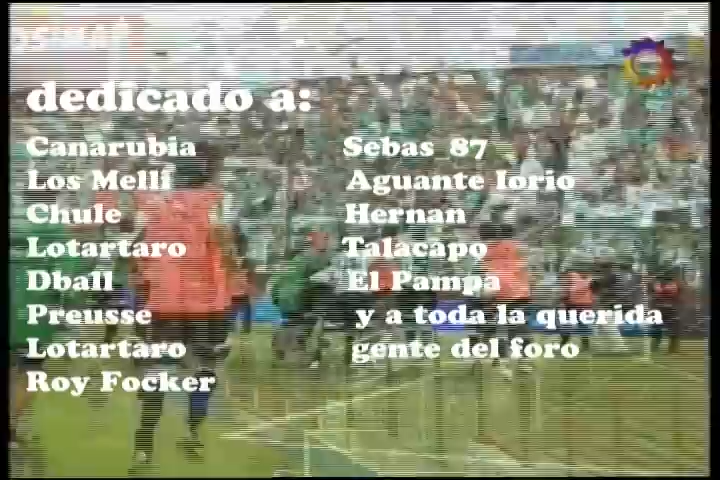 dedicado a:
Canarubia
Los Melli
Chule
Lotartaro
Dball
Preusse
Lotartaro
Roy Focker
Sebas 87
Aguante Iorio
Hernan
Talacapo
El Pampa
y a toda la querida
gente del foro